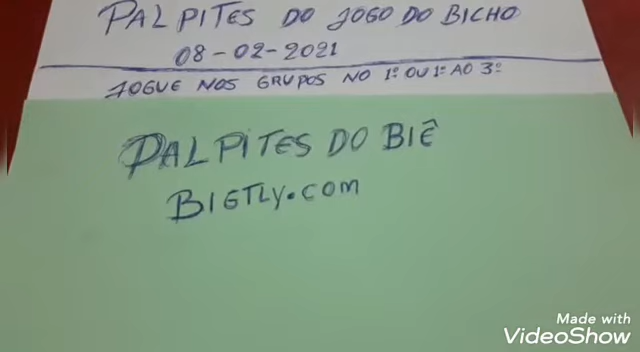 PALPITES DO JOGO DO BICHO
08-02-2021
JOGUE NOS GRUPOS NO 1º OU 1º AO 3º
PALPITES DO BIÊ
BIGTLY.COM
Made with
VideoShow